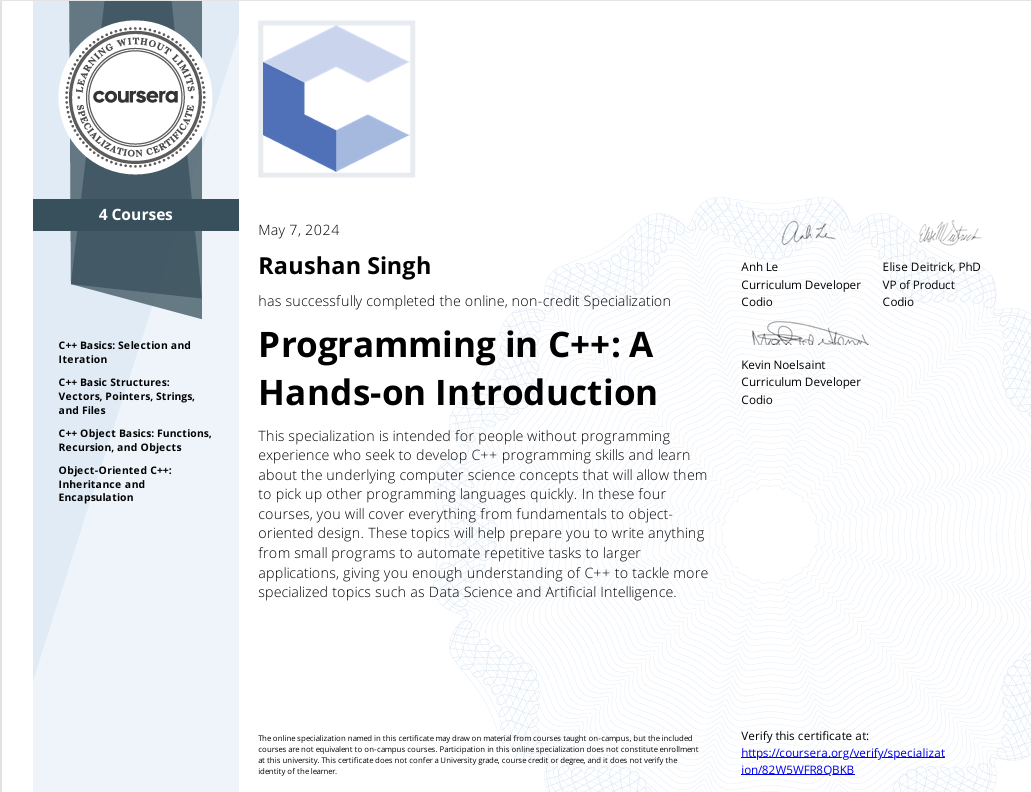 LEARNING WITHOUT LIMITS
coursera
SPECIALIZATION CERTIFICATE
4 Courses
C++ Basics: Selection and
Iteration
C++ Basic Structures:
Vectors, Pointers, Strings,
and Files
C++ Object Basics: Functions,
Recursion, and Objects
Object-Oriented C++:
Inheritance and
Encapsulation
May 7, 2024
Raushan Singh
has successfully completed the online, non-credit Specialization
Programming in C++: A
Hands-on Introduction
This specialization is intended for people without programming
experience who seek to develop C++ programming skills and learn
about the underlying computer science concepts that will allow them
to pick up other programming languages quickly. In these four
courses, you will cover everything from fundamentals to object-
oriented design. These topics will help prepare you to write anything
from small programs to automate repetitive tasks to larger
applications, giving you enough understanding of C++ to tackle more
specialized topics such as Data Science and Artificial Intelligence.
Anh Le
Anh Le
Curriculum Developer
Codio
Elise Deitrick, PhD
VP of Product
Codio
Kevin Noelsaint
Curriculum Developer
Codio
The online specialization named in this certificate may draw on material from courses taught on-campus, but the included
courses are not equivalent to on-campus courses. Participation in this online specialization does not constitute enrollment
at this university. This certificate does not confer a University grade, course credit or degree, and it does not verify the
identity of the learner.
Verify this certificate at:
https://coursera.org/verify/specializat
ion/82W5WFR8QBKB